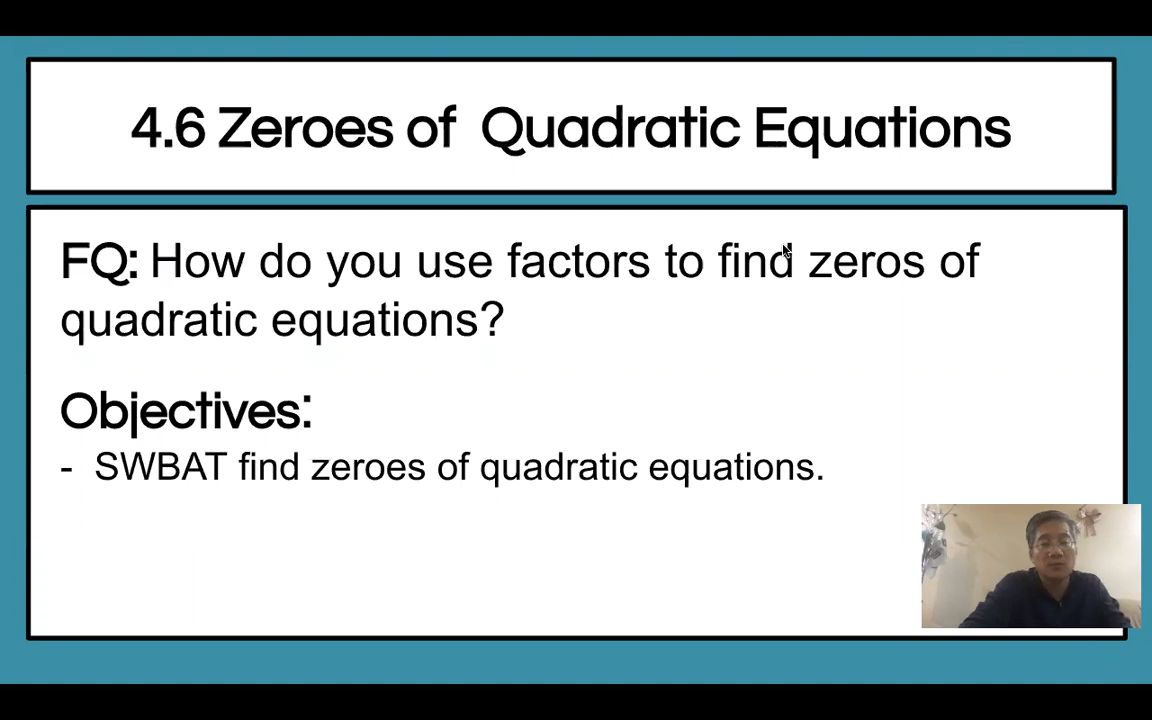 4.6 Zeroes of Quadratic Equations
FQ: How do you use factors to find zeros of
quadratic equations?
Objectives:
- SWBAT find zeroes of quadratic equations.